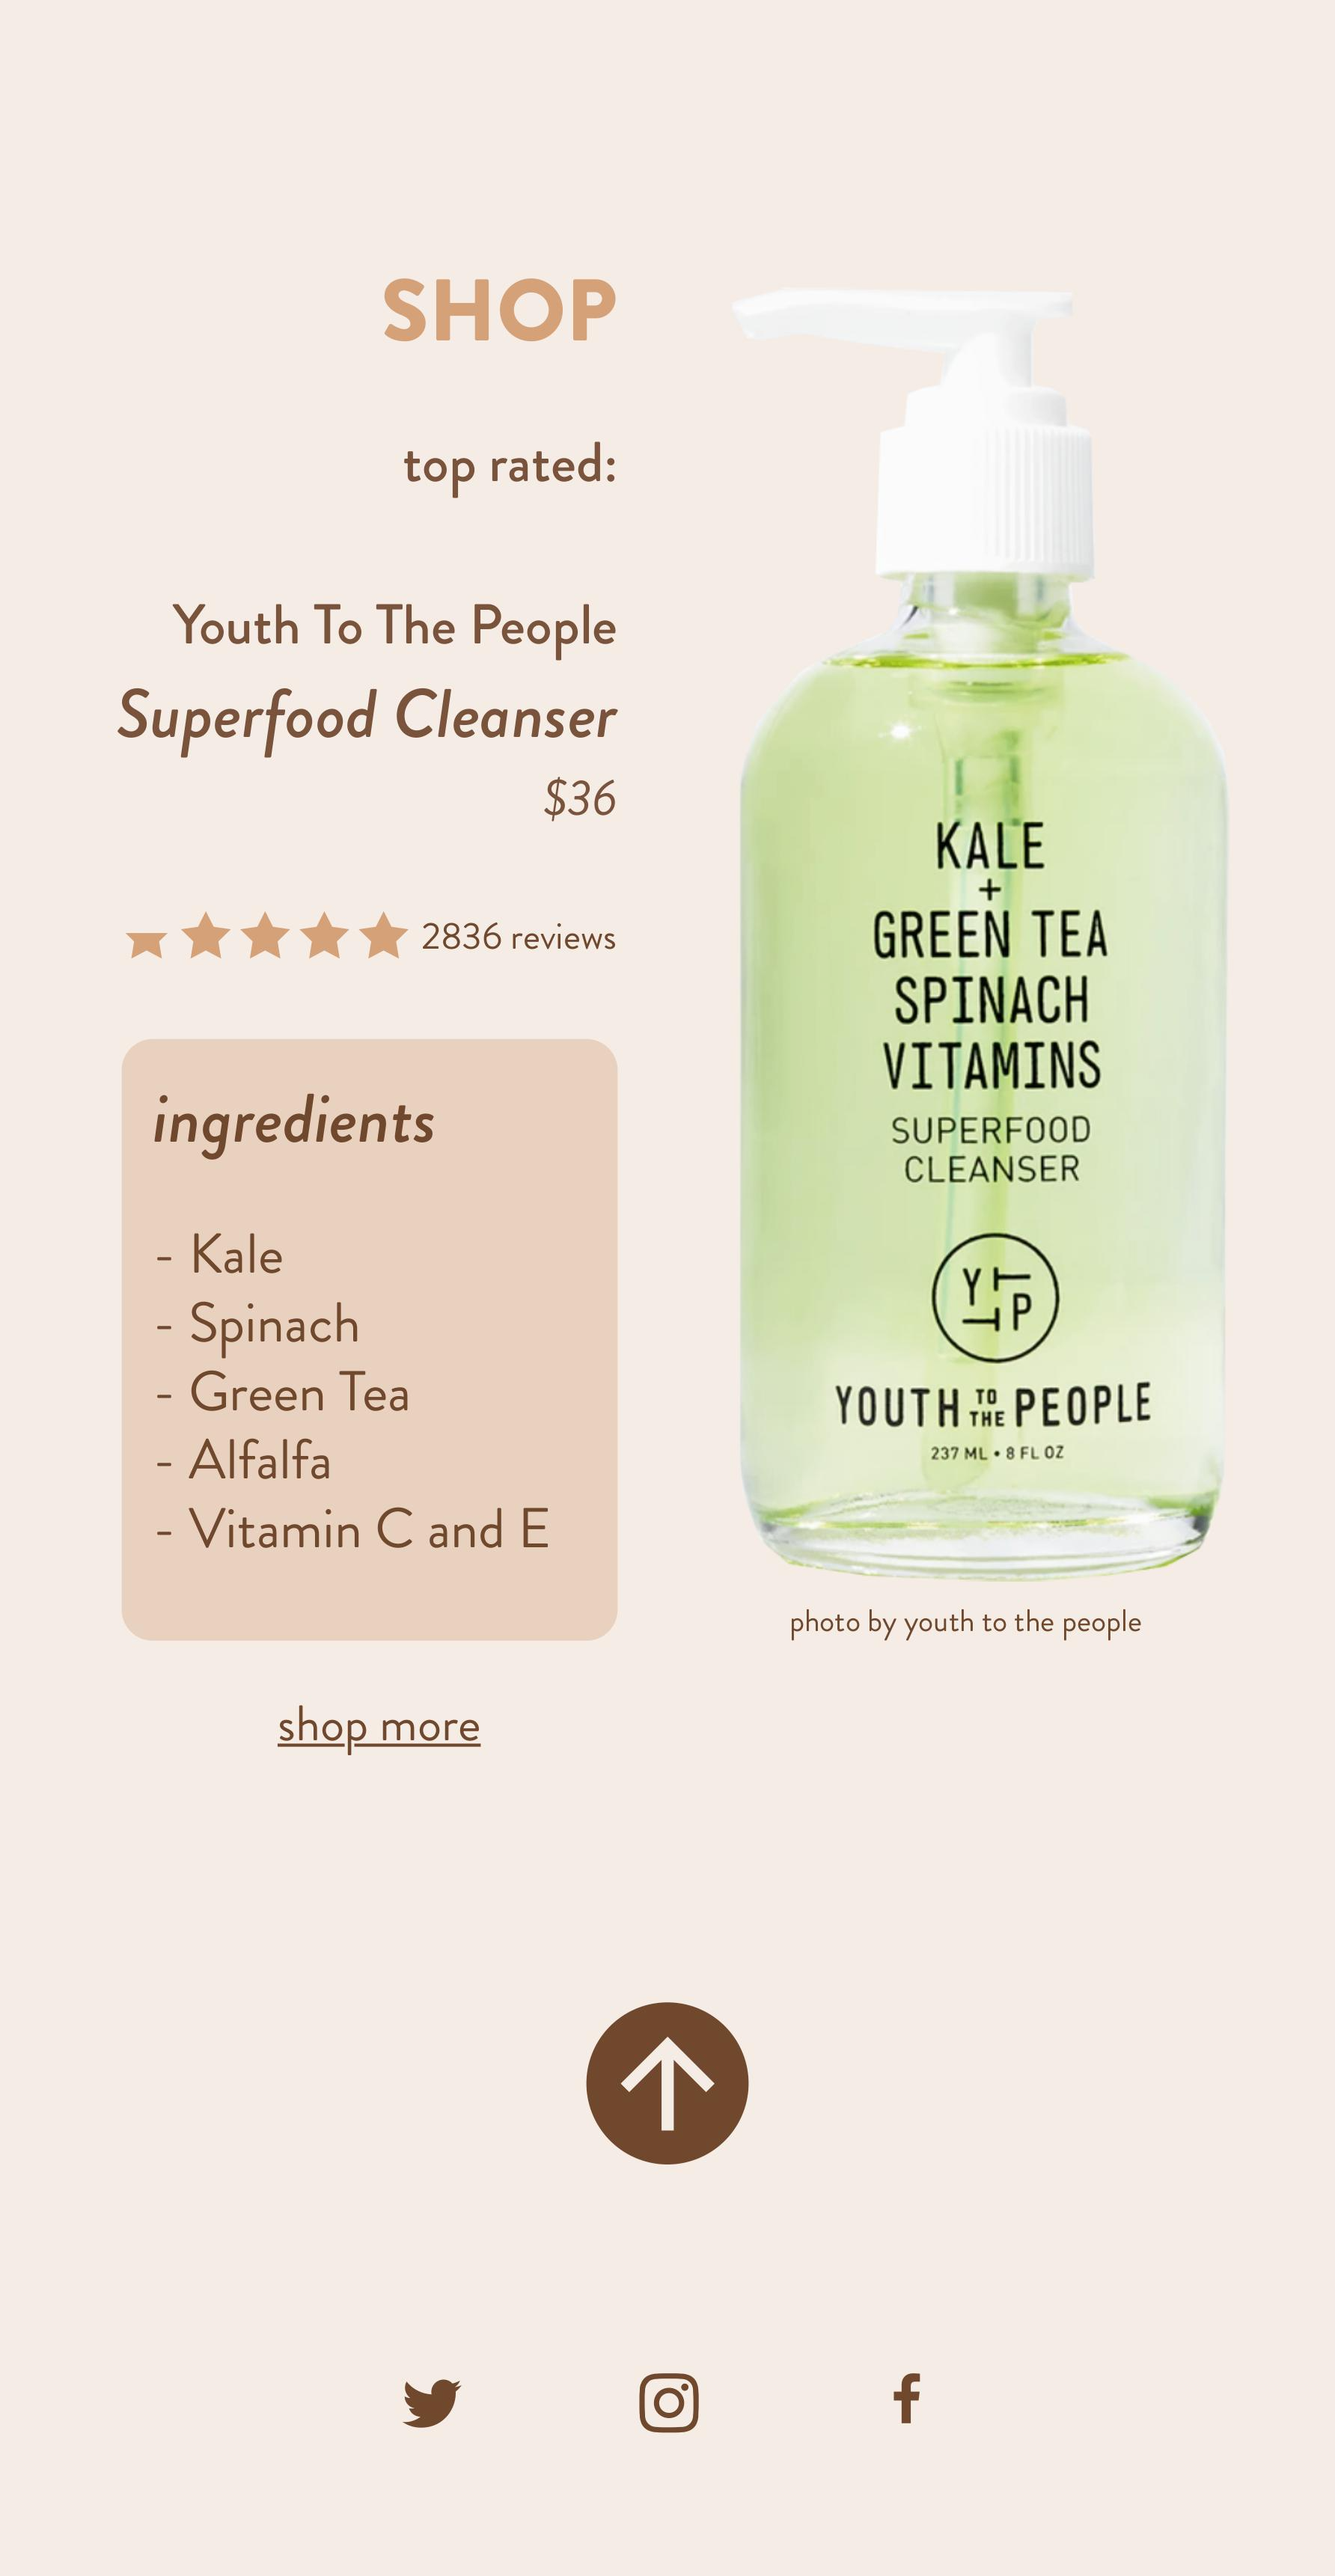 SHOP
top rated:
Youth To The People
Superfood Cleanser
$36
2836 reviews
ingredients
- Kale
- Spinach
- Green Tea
- Alfalfa
- Vitamin C and E
shop more
KALE
+
GREEN TEA
SPINACH
VITAMINS
SUPERFOOD
CLEANSER
Y T
T P
YOUTH TO THE PEOPLE
237 ML • 8 FL OZ
photo by youth to the people